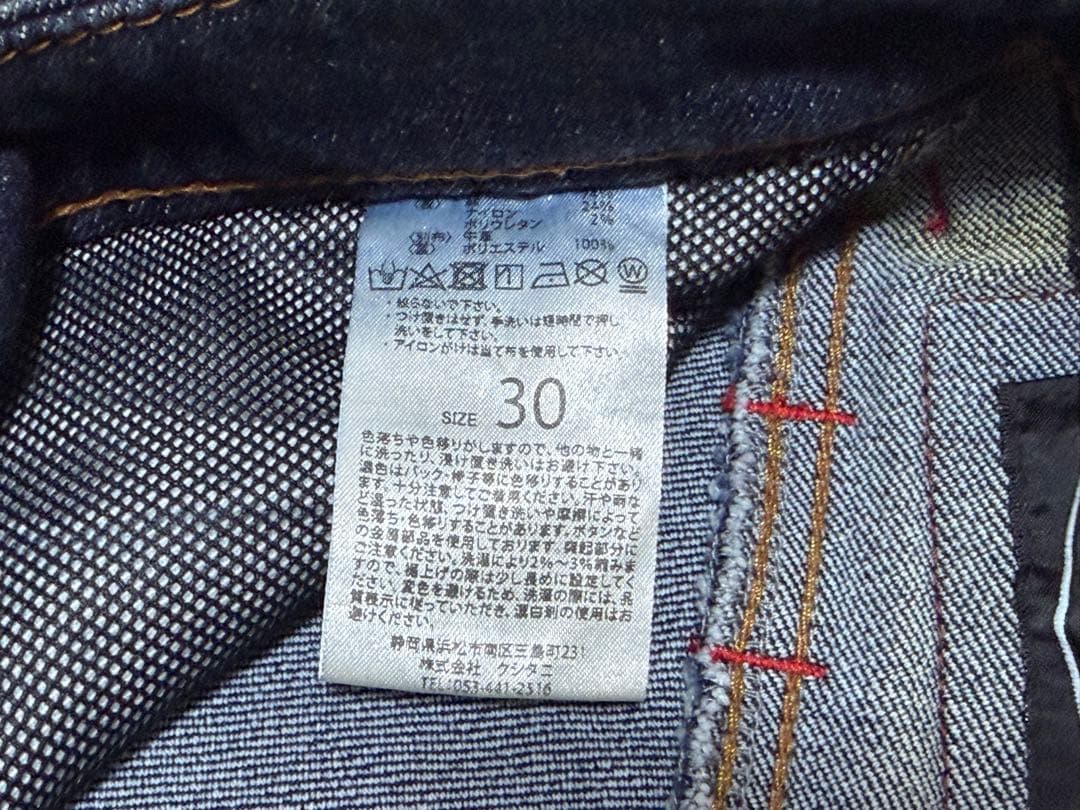 ナイロン
ポリウレタン 2%
〈別布〉 牛革
ポリエステル 100%
W
・絞らないで下さい。
・つけ置きはせず、手洗いは短時間で押し
洗いをして下さい。
・アイロンがけは当て布を使用して下さい。
SIZE 30
色落ちや色移りがしますので、他の物と一緒
に洗ったり、漬け置き洗いはお避け下さい。
濃色はバック・椅子等に色移りすることがあり
ます。十分注意してご着用ください。汗や雨な
ど湿った状態、つけ置き洗いや摩擦によって
色落ち・色移りすることがあります。ボタンなど
の金属部品を使用しております。突起部分に
ご注意ください。洗濯により2%〜3%縮みま
すので、裾上げの際は少し長めに設定してく
ださい。変色を避けるため、洗濯の際には、品
質表示に従っていただき、漂白剤の使用はお
避けください。
静岡県浜松市南区三島町231
株式会社 クシタニ
TEL:053-441-2516